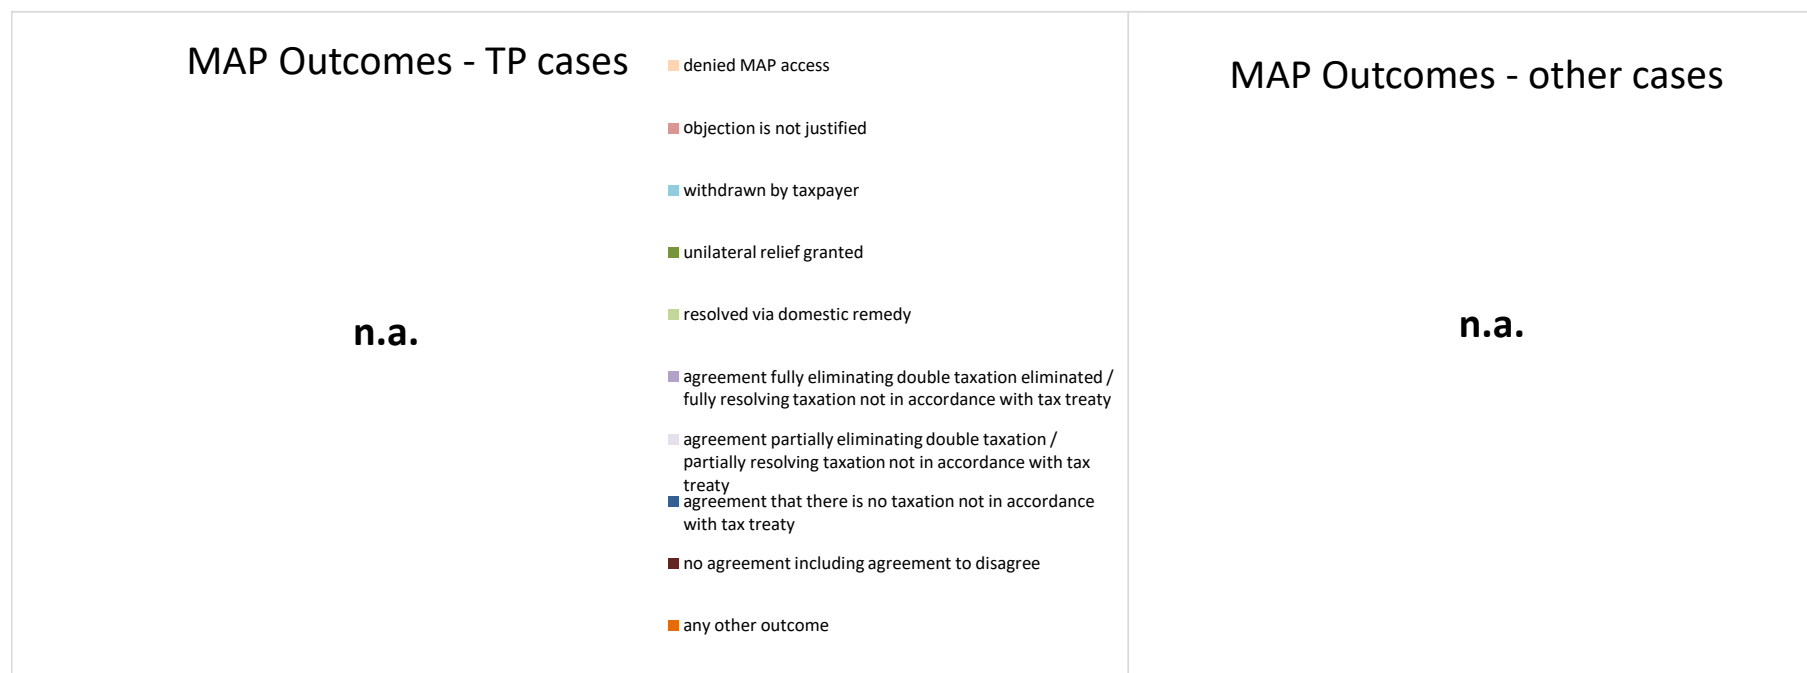 MAP Outcomes - TP cases
n.a.
denied MAP access
objection is not justified
withdrawn by taxpayer
unilateral relief granted
resolved via domestic remedy
agreement fully eliminating double taxation eliminated /
fully resolving taxation not in accordance with tax treaty
agreement partially eliminating double taxation /
partially resolving taxation not in accordance with tax
treaty
agreement that there is no taxation not in accordance
with tax treaty
no agreement including agreement to disagree
any other outcome
MAP Outcomes - other cases
n.a.